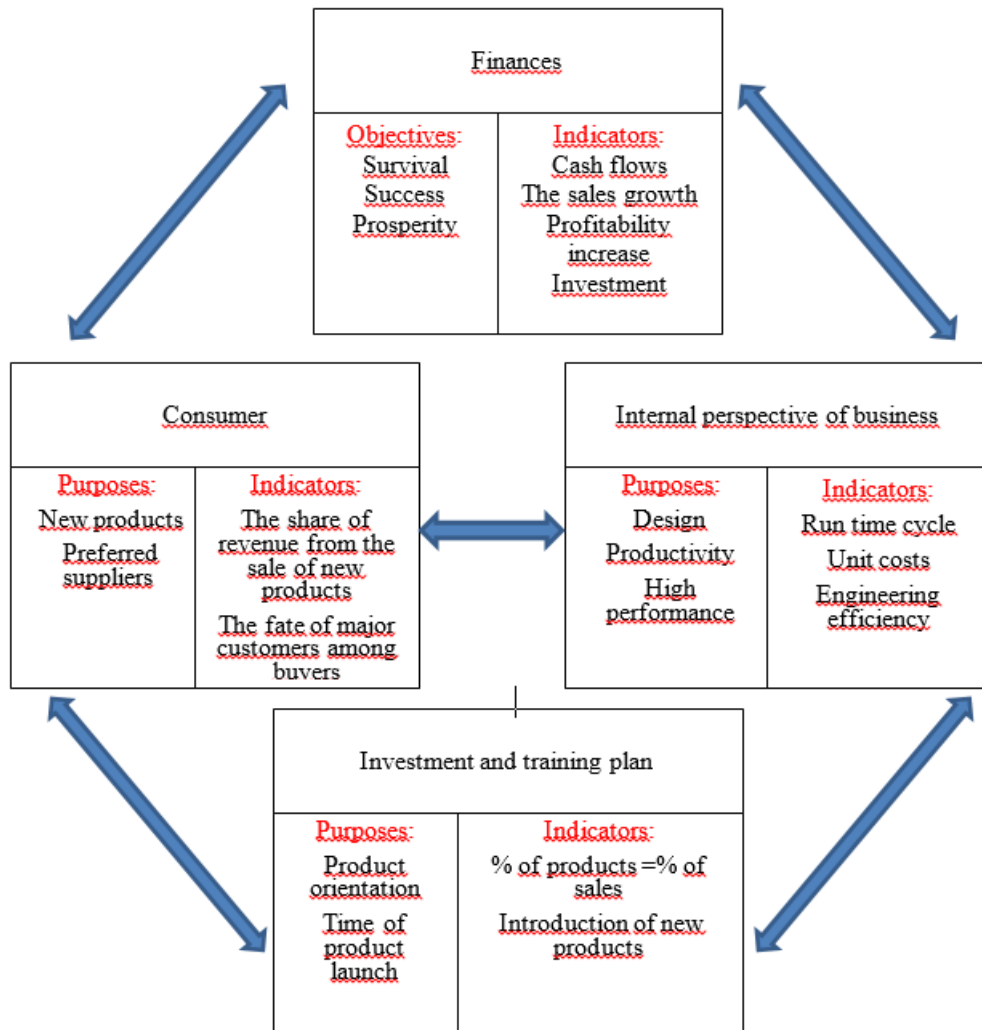 Finances
Objectives:
Survival
Success
Prosperity
Indicators:
Cash flows
The sales growth
Profitability
increase
Investment
Consumer
Purposes:
New products
Preferred
suppliers
Indicators:
The share of
revenue from the
sale of new
products
The fate of major
customers among
buyers
Internal perspective of business
Purposes:
Design
Productivity
High
performance
Indicators:
Run time cycle
Unit costs
Engineering
efficiency
Investment and training plan
Purposes:
Product
orientation
Time of
product
launch
Indicators:
% of products =% of
sales
Introduction of new
products